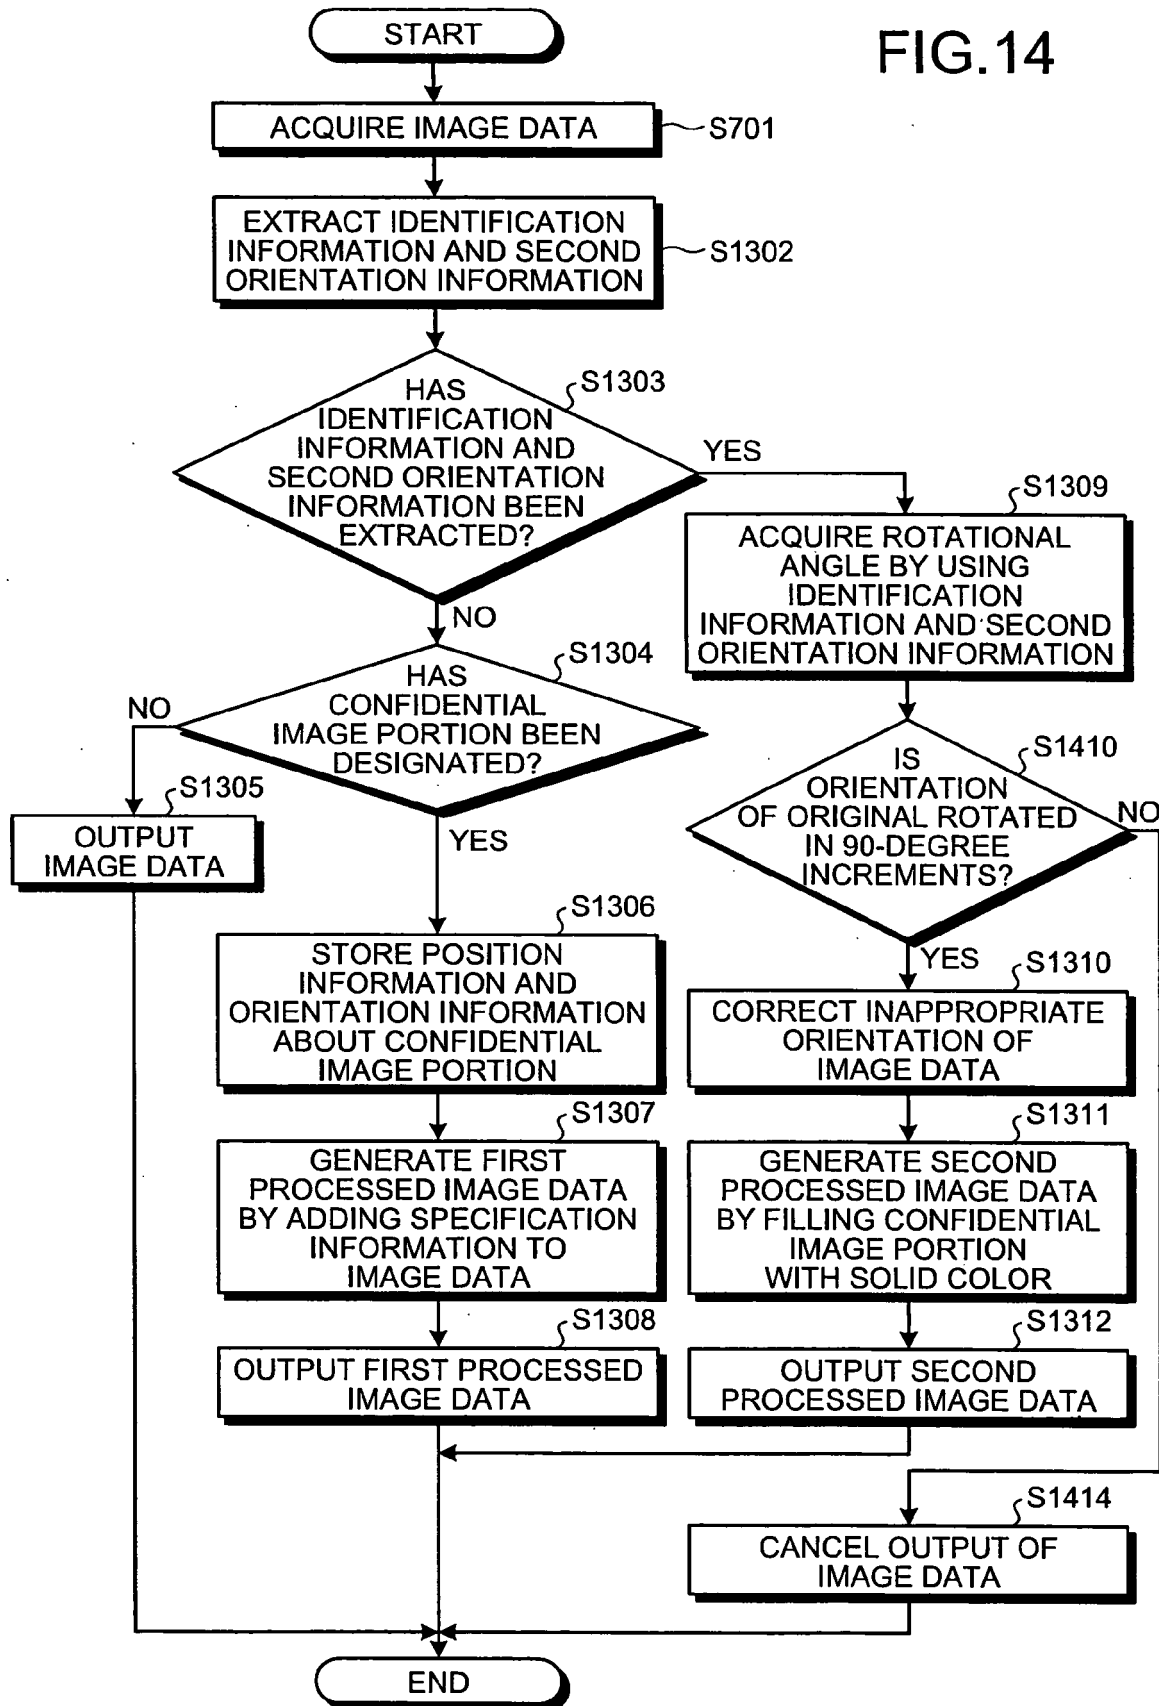 FIG.14
START
ACQUIRE IMAGE DATA
S701
EXTRACT IDENTIFICATION
INFORMATION AND SECOND
ORIENTATION INFORMATION
S1302
HAS
IDENTIFICATION
INFORMATION AND
SECOND ORIENTATION
INFORMATION BEEN
EXTRACTED?
S1303
YES
NO
HAS
CONFIDENTIAL
IMAGE PORTION BEEN
DESIGNATED?
S1304
NO
YES
S1305
OUTPUT
IMAGE DATA
S1306
STORE POSITION
INFORMATION AND
ORIENTATION INFORMATION
ABOUT CONFIDENTIAL
IMAGE PORTION
S1307
GENERATE FIRST
PROCESSED IMAGE DATA
BY ADDING SPECIFICATION
INFORMATION TO
IMAGE DATA
S1308
OUTPUT FIRST PROCESSED
IMAGE DATA
S1309
ACQUIRE ROTATIONAL
ANGLE BY USING
IDENTIFICATION
INFORMATION AND SECOND
ORIENTATION INFORMATION
S1410
IS
ORIENTATION
OF ORIGINAL ROTATED
IN 90-DEGREE
INCREMENTS?
NO
YES
S1310
CORRECT INAPPROPRIATE
ORIENTATION OF
IMAGE DATA
S1311
GENERATE SECOND
PROCESSED IMAGE DATA
BY FILLING CONFIDENTIAL
IMAGE PORTION
WITH SOLID COLOR
S1312
OUTPUT SECOND
PROCESSED IMAGE DATA
S1414
CANCEL OUTPUT OF
IMAGE DATA
END